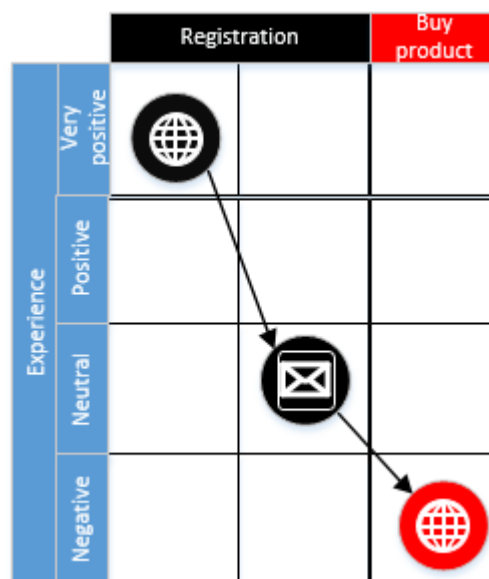 Registration
Buy
product
Experience
Very
positive
Positive
Neutral
Negative